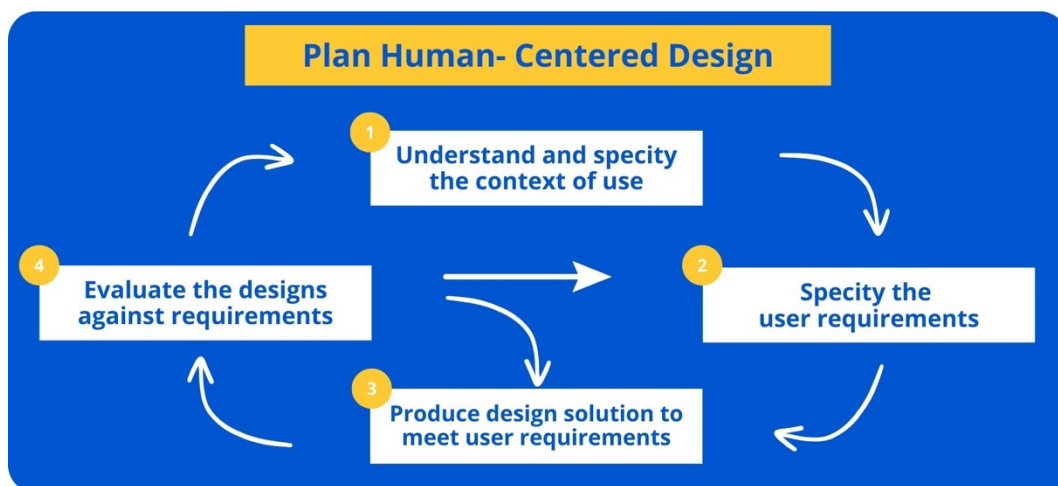 Plan Human- Centered Design
1
Understand and specity
the context of use
2
Specity the
user requirements
3
Produce design solution to
meet user requirements
4
Evaluate the designs
against requirements